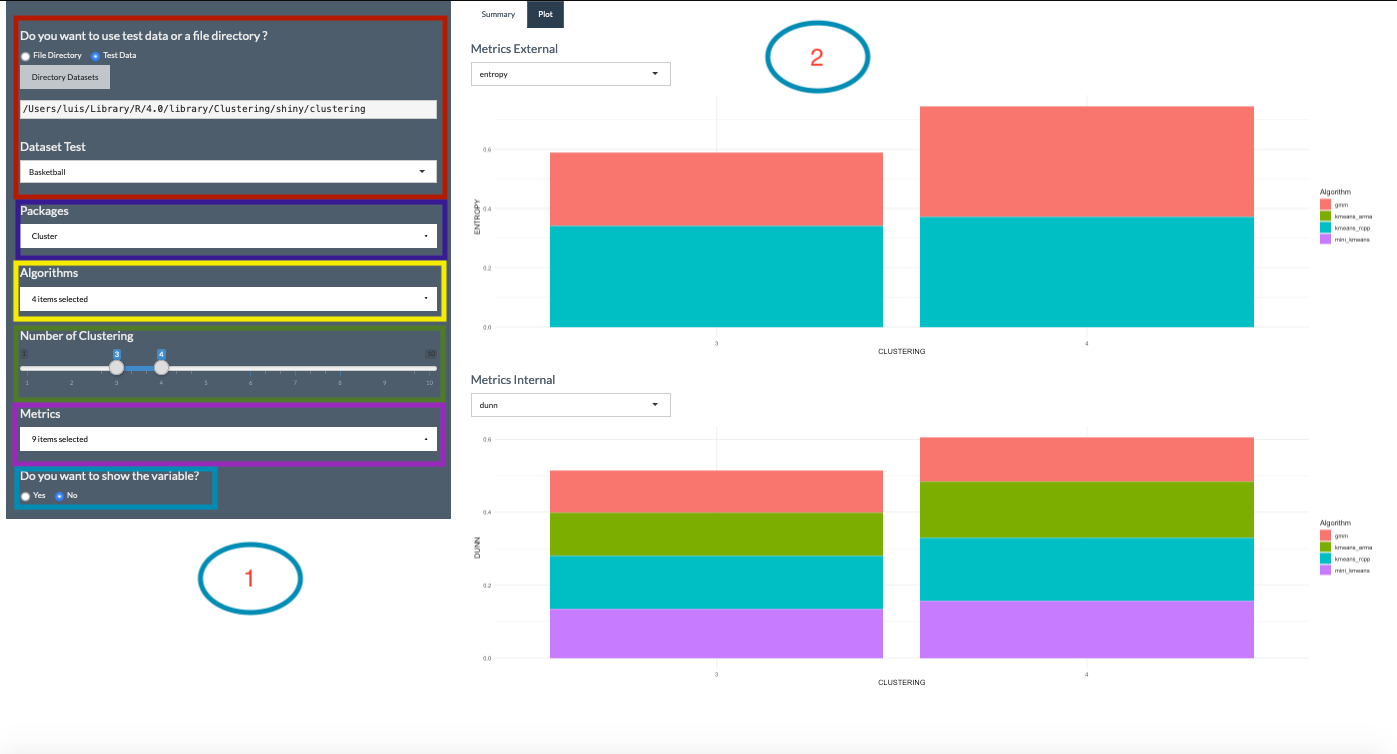 Do you want to use test data or a file directory ?
File Directory Test Data
Directory Datasets
/Users/luis/Library/R/4.0/library/Clustering/shiny/clustering
Dataset Test
Basketball
Packages
Cluster
Algorithms
4 items selected
Number of Clustering
1 3 4 10
1 2 3 4 5 6 7 8 9 10
Metrics
9 items selected
Do you want to show the variable?
Yes No
1
Summary Plot
2
Metrics External
entropy
ENTROPY
0.6
0.4
0.2
0.0
3 4
CLUSTERING
Algorithm
gmm
kmeans_arma
kmeans_rcpp
mini_kmeans
Metrics Internal
dunn
DUNN
0.6
0.4
0.2
0.0
3 4
CLUSTERING
Algorithm
gmm
kmeans_arma
kmeans_rcpp
mini_kmeans